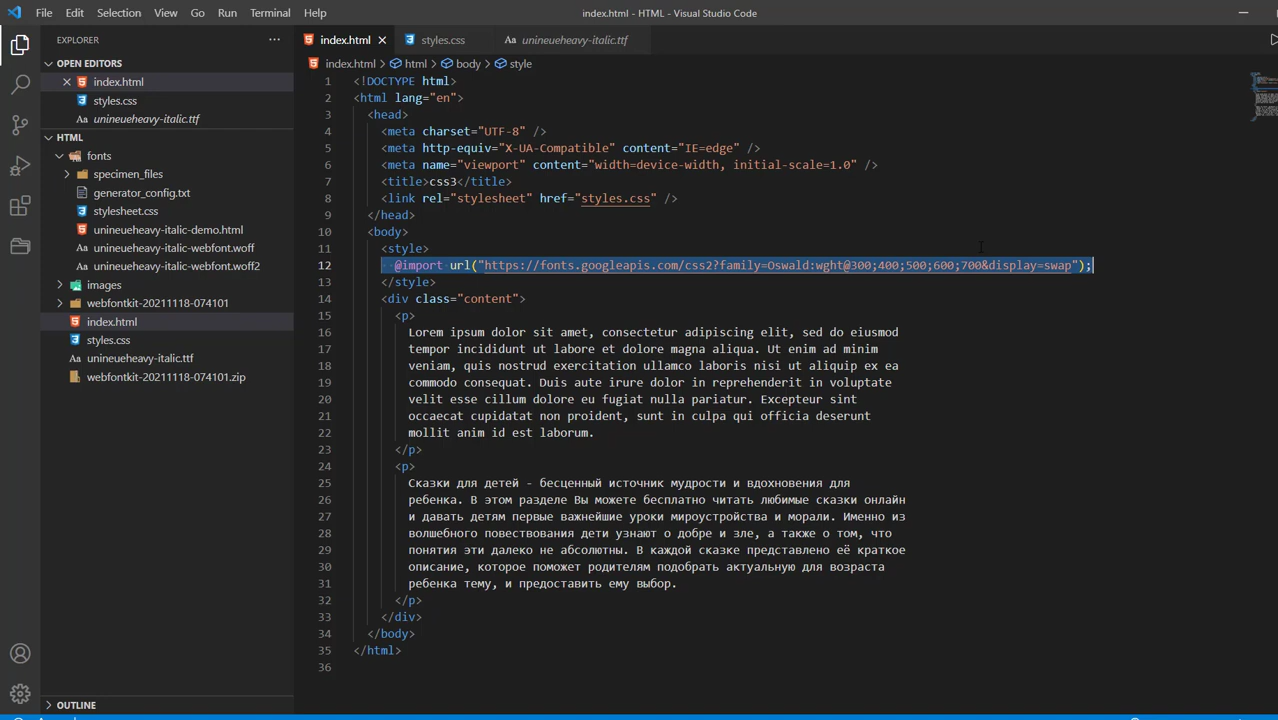 File Edit Selection View Go Run Terminal Help
index.html - HTML - Visual Studio Code
EXPLORER ...
OPEN EDITORS
index.html
styles.css
unineueheavy-italic.ttf
HTML
fonts
specimen_files
generator_config.txt
stylesheet.css
unineueheavy-italic-demo.html
unineueheavy-italic-webfont.woff
unineueheavy-italic-webfont.woff2
images
webfontkit-20211118-074101
index.html
styles.css
unineueheavy-italic.ttf
webfontkit-20211118-074101.zip
OUTLINE
index.html styles.css unineueheavy-italic.ttf
index.html > html > body > style
1 <!DOCTYPE html>
2 <html lang="en">
3 <head>
4 <meta charset="UTF-8" />
5 <meta http-equiv="X-UA-Compatible" content="IE=edge" />
6 <meta name="viewport" content="width=device-width, initial-scale=1.0" />
7 <title>css3</title>
8 <link rel="stylesheet" href="styles.css" />
9 </head>
10 <body>
11 <style>
12 @import url("https://fonts.googleapis.com/css2?family=Oswald:wght@300;400;500;600;700&display=swap");
13 </style>
14 <div class="content">
15 <p>
16 Lorem ipsum dolor sit amet, consectetur adipiscing elit, sed do eiusmod
17 tempor incididunt ut labore et dolore magna aliqua. Ut enim ad minim
18 veniam, quis nostrud exercitation ullamco laboris nisi ut aliquip ex ea
19 commodo consequat. Duis aute irure dolor in reprehenderit in voluptate
20 velit esse cillum dolore eu fugiat nulla pariatur. Excepteur sint
21 occaecat cupidatat non proident, sunt in culpa qui officia deserunt
22 mollit anim id est laborum.
23 </p>
24 <p>
25 Сказки для детей - бесценный источник мудрости и вдохновения для
26 ребенка. В этом разделе Вы можете бесплатно читать любимые сказки онлайн
27 и давать детям первые важнейшие уроки мироустройства и морали. Именно из
28 волшебного повествования дети узнают о добре и зле, а также о том, что
29 понятия эти далеко не абсолютны. В каждой сказке представлено её краткое
30 описание, которое поможет родителям подобрать актуальную для возраста
31 ребенка тему, и предоставить ему выбор.
32 </p>
33 </div>
34 </body>
35 </html>
36